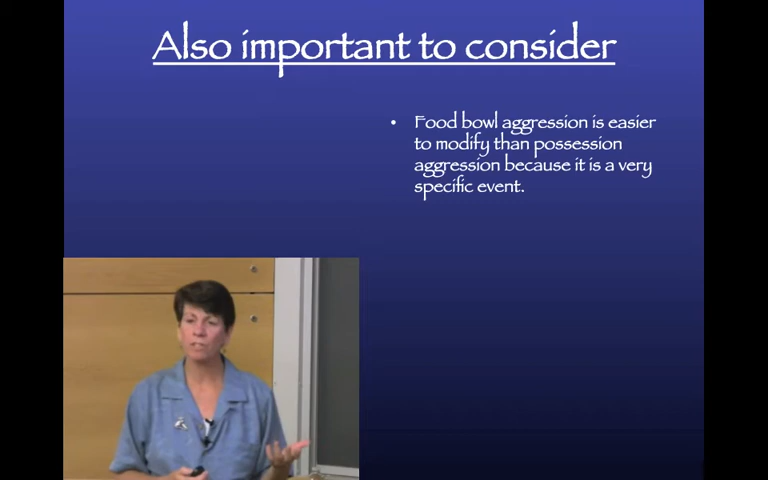 Also important to consider
• Food bowl aggression is easier
to modify than possession
aggression because it is a very
specific event.